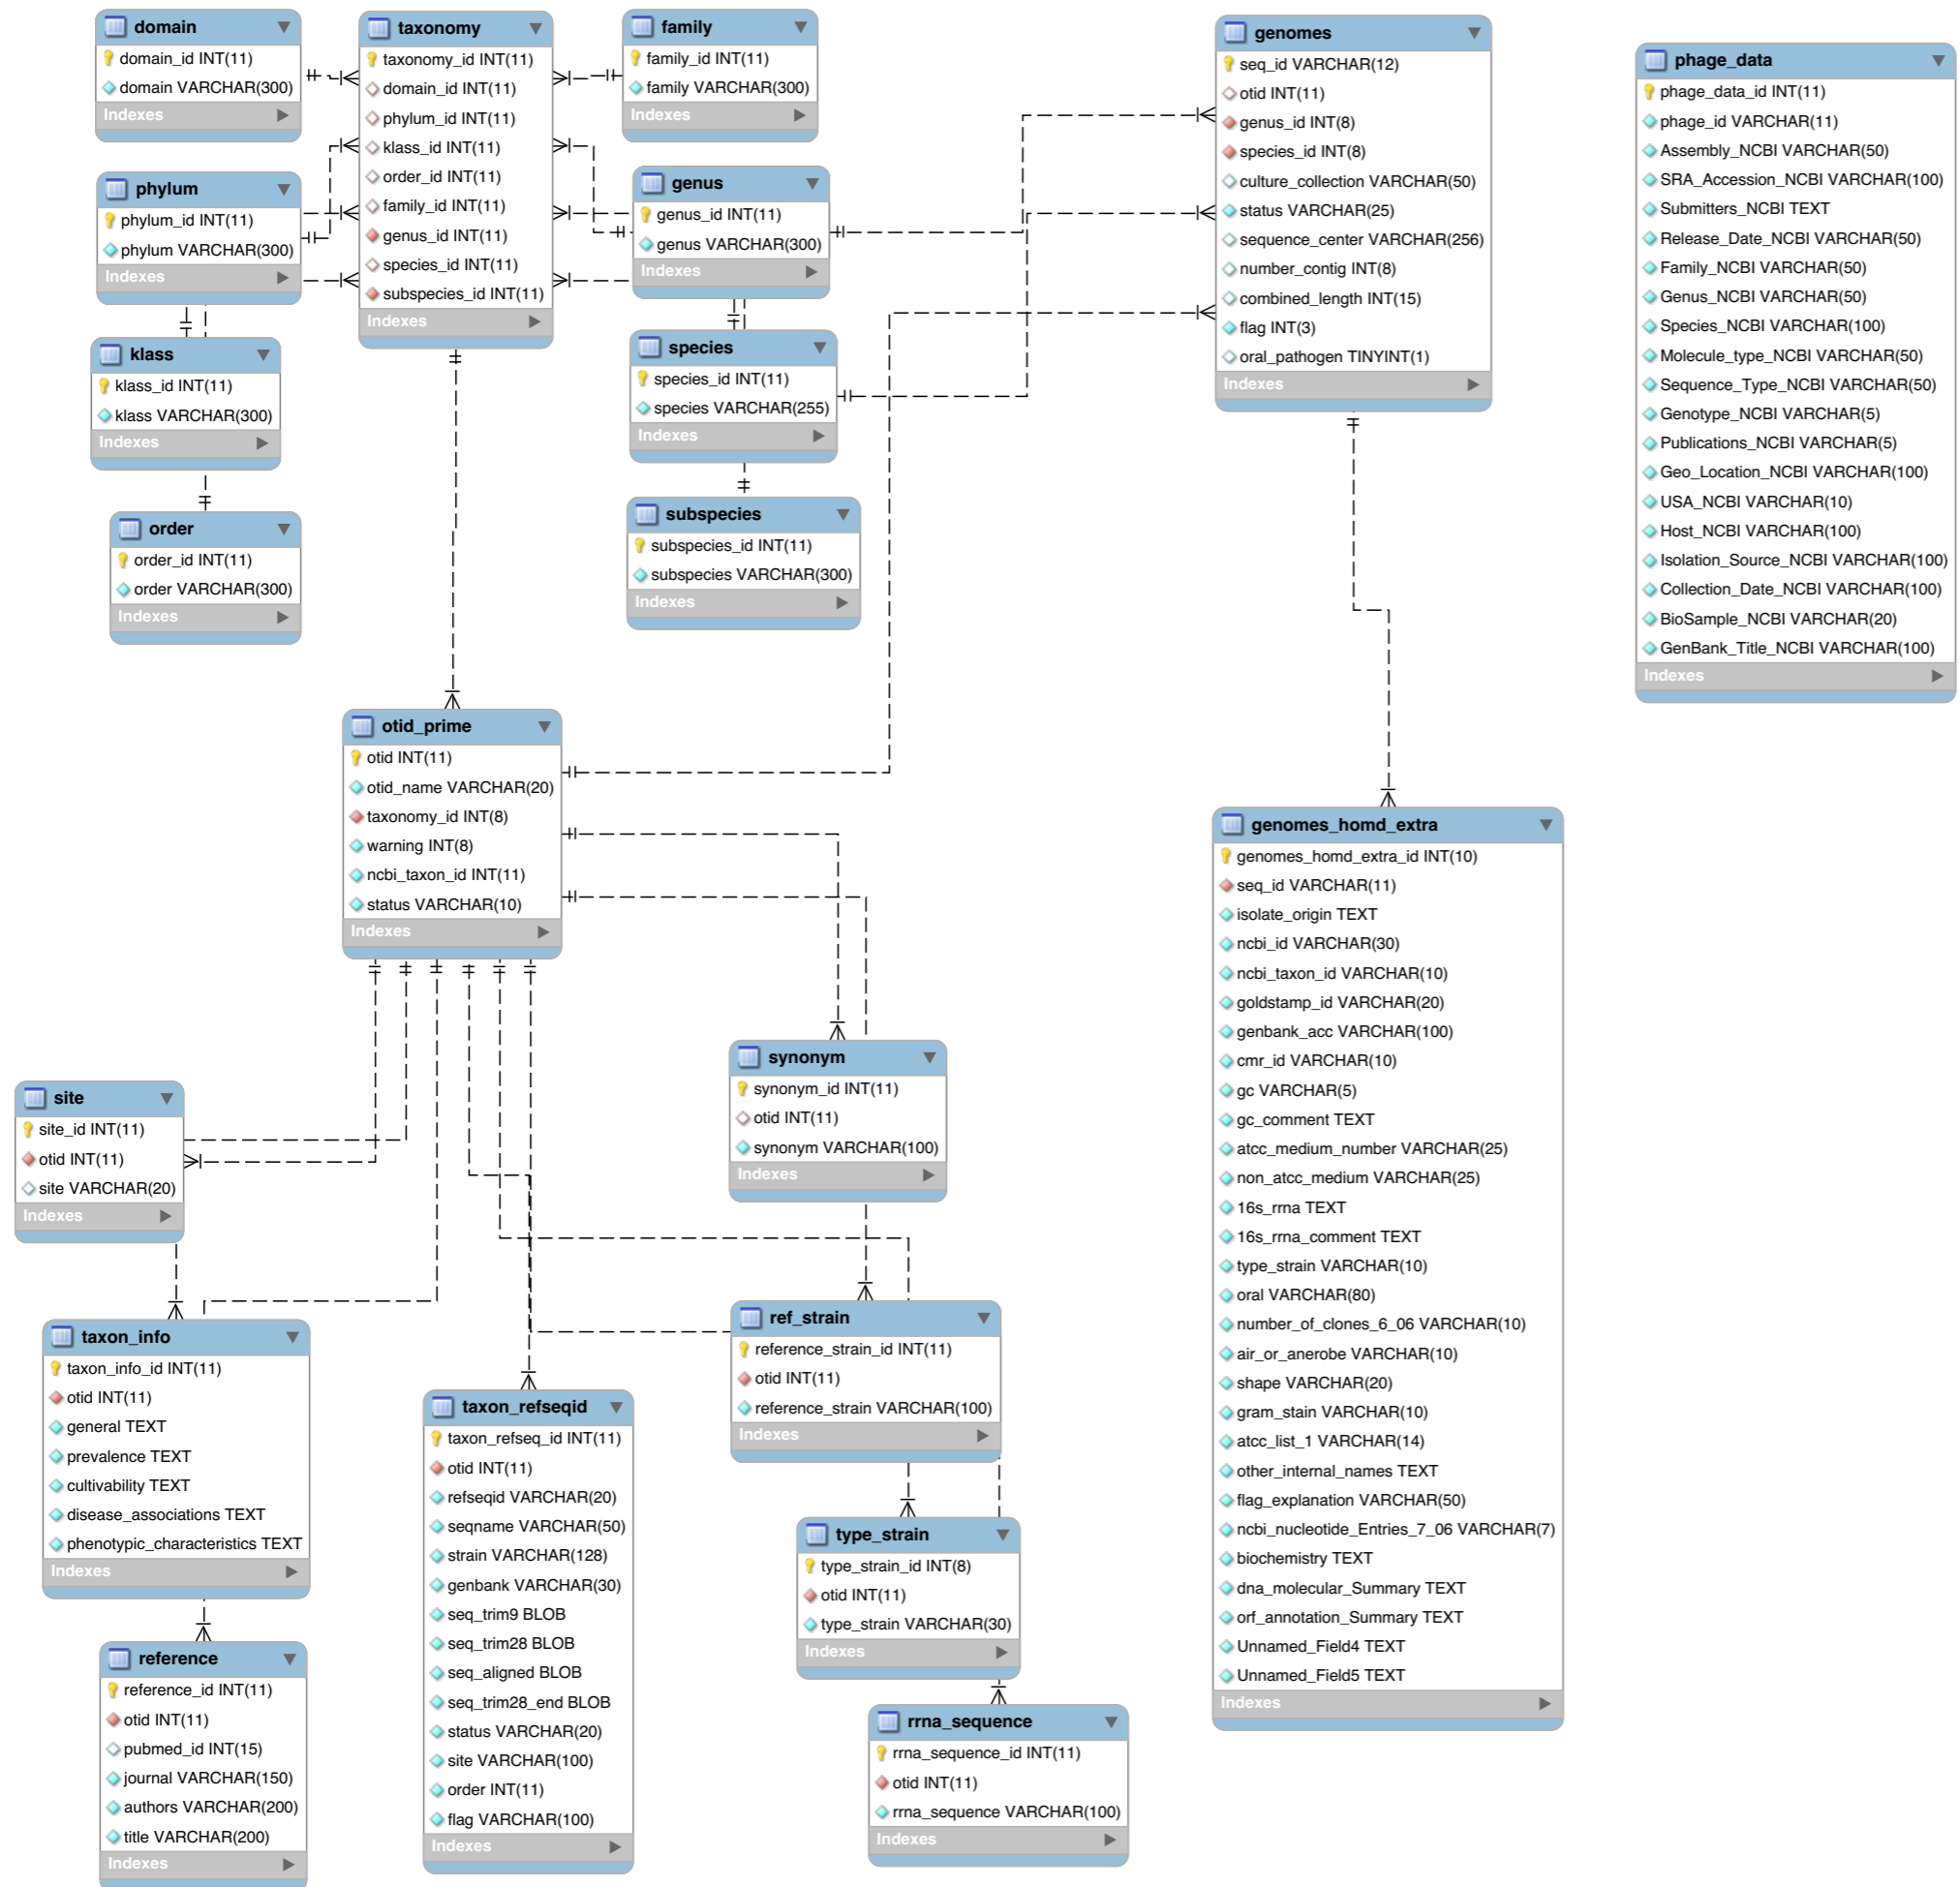 domain
domain_id INT(11)
domain VARCHAR(300)
Indexes
taxonomy
taxonomy_id INT(11)
domain_id INT(11)
phylum_id INT(11)
klass_id INT(11)
order_id INT(11)
family_id INT(11)
genus_id INT(11)
species_id INT(11)
subspecies_id INT(11)
Indexes
family
family_id INT(11)
family VARCHAR(300)
Indexes
phylum
phylum_id INT(11)
phylum VARCHAR(300)
Indexes
genus
genus_id INT(11)
genus VARCHAR(300)
Indexes
klass
klass_id INT(11)
klass VARCHAR(300)
Indexes
species
species_id INT(11)
species VARCHAR(255)
Indexes
order
order_id INT(11)
order VARCHAR(300)
Indexes
subspecies
subspecies_id INT(11)
subspecies VARCHAR(300)
Indexes
genomes
seq_id VARCHAR(12)
otid INT(11)
genus_id INT(8)
species_id INT(8)
culture_collection VARCHAR(50)
status VARCHAR(25)
sequence_center VARCHAR(256)
number_contig INT(8)
combined_length INT(15)
flag INT(3)
oral_pathogen TINYINT(1)
Indexes
phage_data
phage_data_id INT(11)
phage_id VARCHAR(11)
Assembly_NCBI VARCHAR(50)
SRA_Accession_NCBI VARCHAR(100)
Submitters_NCBI TEXT
Release_Date_NCBI VARCHAR(50)
Family_NCBI VARCHAR(50)
Genus_NCBI VARCHAR(50)
Species_NCBI VARCHAR(100)
Molecule_type_NCBI VARCHAR(50)
Sequence_Type_NCBI VARCHAR(50)
Genotype_NCBI VARCHAR(5)
Publications_NCBI VARCHAR(5)
Geo_Location_NCBI VARCHAR(100)
USA_NCBI VARCHAR(10)
Host_NCBI VARCHAR(100)
Isolation_Source_NCBI VARCHAR(100)
Collection_Date_NCBI VARCHAR(100)
BioSample_NCBI VARCHAR(20)
GenBank_Title_NCBI VARCHAR(100)
Indexes
otid_prime
otid INT(11)
otid_name VARCHAR(20)
taxonomy_id INT(8)
warning INT(8)
ncbi_taxon_id INT(11)
status VARCHAR(10)
Indexes
genomes_homd_extra
genomes_homd_extra_id INT(10)
seq_id VARCHAR(11)
isolate_origin TEXT
ncbi_id VARCHAR(30)
ncbi_taxon_id VARCHAR(10)
goldstamp_id VARCHAR(20)
genbank_acc VARCHAR(100)
cmr_id VARCHAR(10)
gc VARCHAR(5)
gc_comment TEXT
atcc_medium_number VARCHAR(25)
non_atcc_medium VARCHAR(25)
16s_rrna TEXT
16s_rrna_comment TEXT
type_strain VARCHAR(10)
oral VARCHAR(80)
number_of_clones_6_06 VARCHAR(10)
air_or_anerobe VARCHAR(10)
shape VARCHAR(20)
gram_stain VARCHAR(10)
atcc_list_1 VARCHAR(14)
other_internal_names TEXT
flag_explanation VARCHAR(50)
ncbi_nucleotide_Entries_7_06 VARCHAR(7)
biochemistry TEXT
dna_molecular_Summary TEXT
orf_annotation_Summary TEXT
Unnamed_Field4 TEXT
Unnamed_Field5 TEXT
Indexes
site
site_id INT(11)
otid INT(11)
site VARCHAR(20)
Indexes
synonym
synonym_id INT(11)
otid INT(11)
synonym VARCHAR(100)
Indexes
taxon_info
taxon_info_id INT(11)
otid INT(11)
general TEXT
prevalence TEXT
cultivability TEXT
disease_associations TEXT
phenotypic_characteristics TEXT
Indexes
ref_strain
reference_strain_id INT(11)
otid INT(11)
reference_strain VARCHAR(100)
Indexes
taxon_refseqid
taxon_refseq_id INT(11)
otid INT(11)
refseqid VARCHAR(20)
seqname VARCHAR(50)
strain VARCHAR(128)
genbank VARCHAR(30)
seq_trim9 BLOB
seq_trim28 BLOB
seq_aligned BLOB
seq_trim28_end BLOB
status VARCHAR(20)
site VARCHAR(100)
order INT(11)
flag VARCHAR(100)
Indexes
type_strain
type_strain_id INT(8)
otid INT(11)
type_strain VARCHAR(30)
Indexes
reference
reference_id INT(11)
otid INT(11)
pubmed_id INT(15)
journal VARCHAR(150)
authors VARCHAR(200)
title VARCHAR(200)
Indexes
rrna_sequence
rrna_sequence_id INT(11)
otid INT(11)
rrna_sequence VARCHAR(100)
Indexes